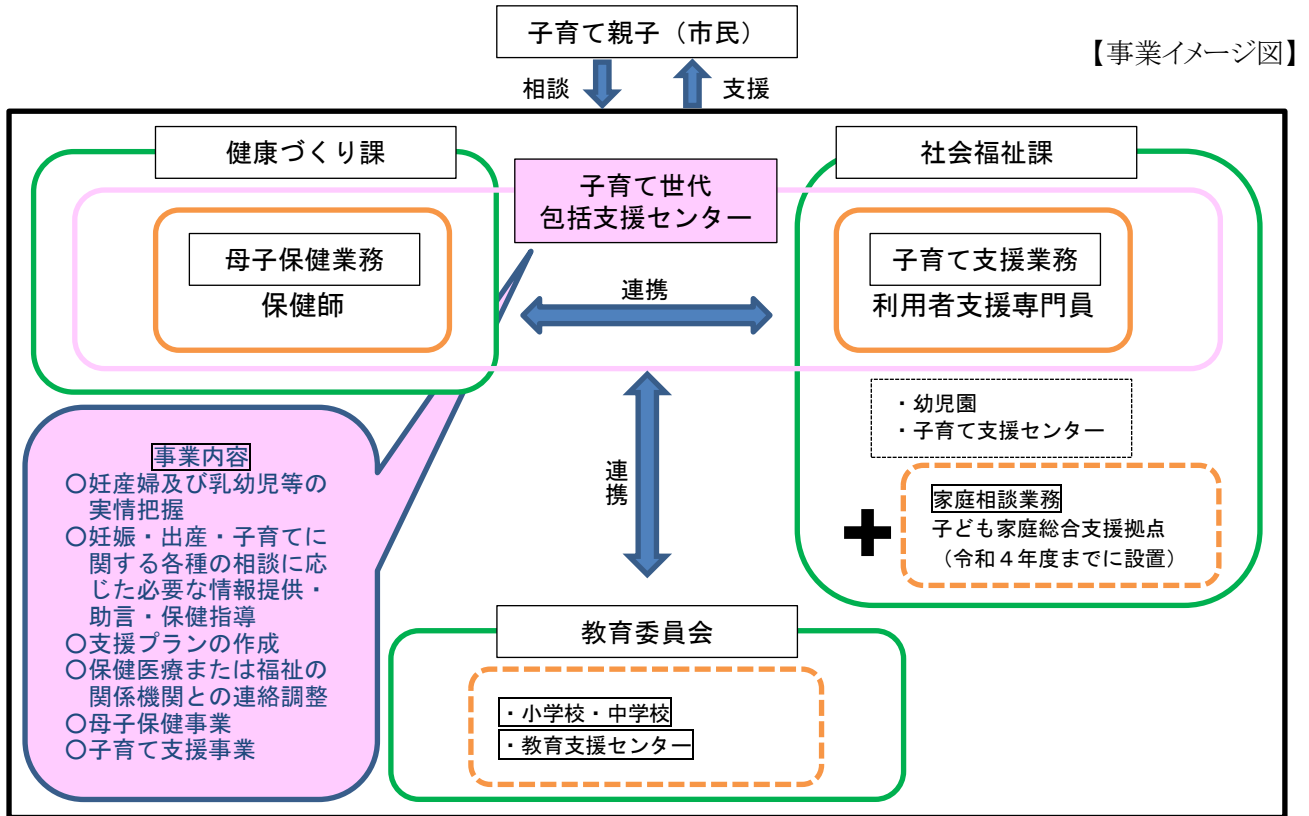 子育て親子（市民）
【事業イメージ図】
相談
支援
健康づくり課
社会福祉課
子育て世代
包括支援センター
母子保健業務
保健師
連携
子育て支援業務
利用者支援専門員
・幼児園
・子育て支援センター
連携
家庭相談業務
子ども家庭総合支援拠点
（令和４年度までに設置）
事業内容
○妊産婦及び乳幼児等の
実情把握
○妊娠・出産・子育てに
関する各種の相談に応
じた必要な情報提供・
助言・保健指導
○支援プランの作成
○保健医療または福祉の
関係機関との連絡調整
○母子保健事業
○子育て支援事業
教育委員会
・小学校・中学校
・教育支援センター